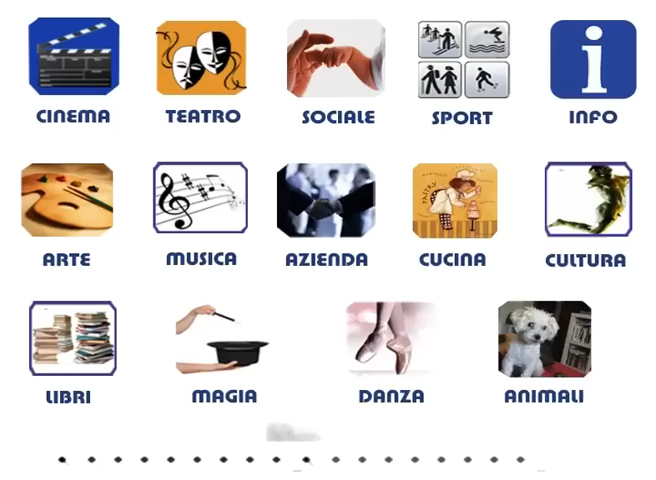 CINEMA TEATRO SOCIALE SPORT INFO
ARTE MUSICA AZIENDA CUCINA CULTURA
LIBRI MAGIA DANZA ANIMALI